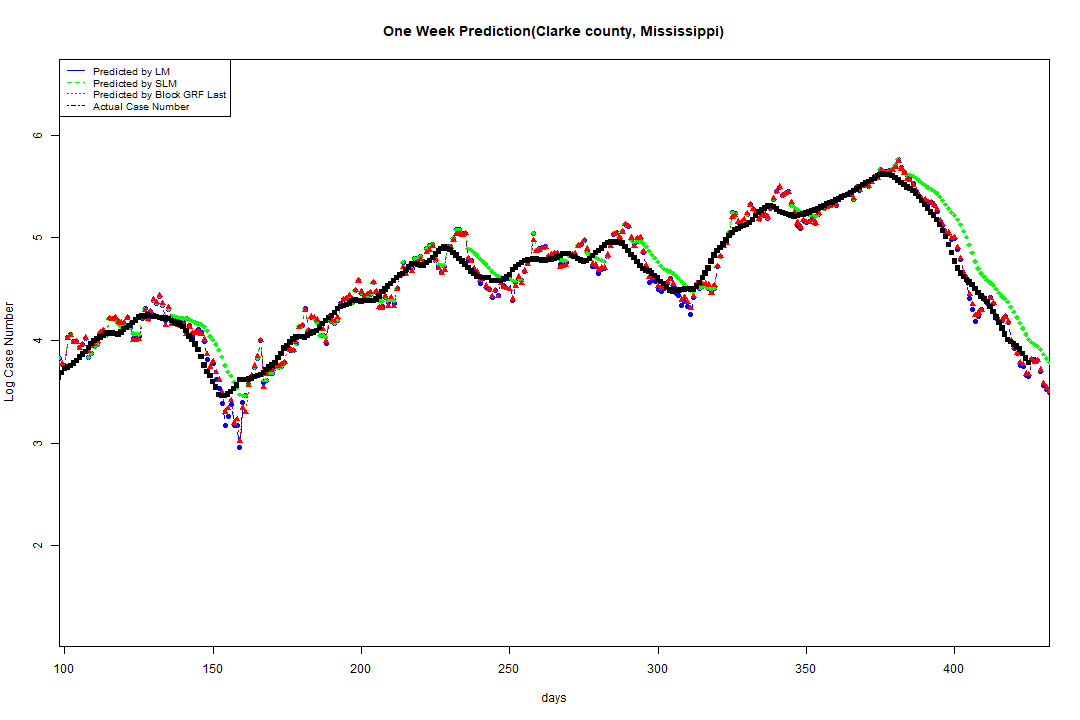 One Week Prediction(Clarke county, Mississippi)
Predicted by LM
Predicted by SLM
Predicted by Block GRF Last
Actual Case Number
Log Case Number
6
5
4
3
2
100 150 200 250 300 350 400
days